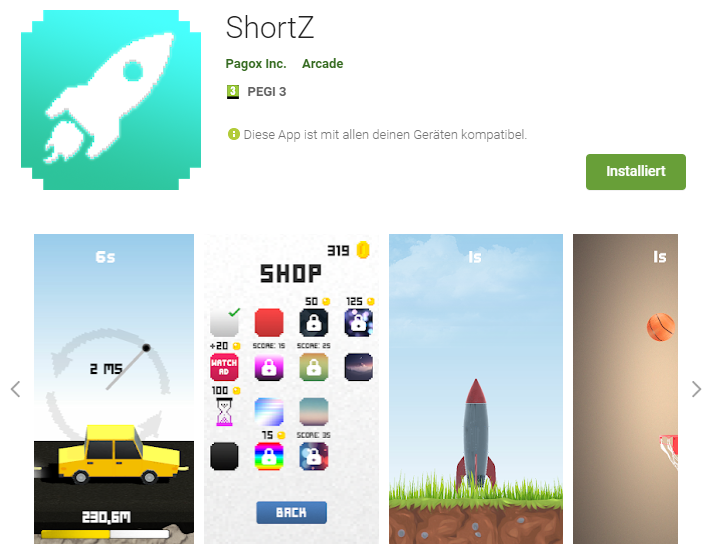 ShortZ
Pagox Inc. Arcade
3 PEGI 3
Diese App ist mit allen deinen Geräten kompatibel.
Installiert
6s
2 MS
230,6M
319
SHOP
50 125
+20 SCORE: 15 SCORE: 25
WATCH
AD
100
75 SCORE: 35
BACK
1s
1s